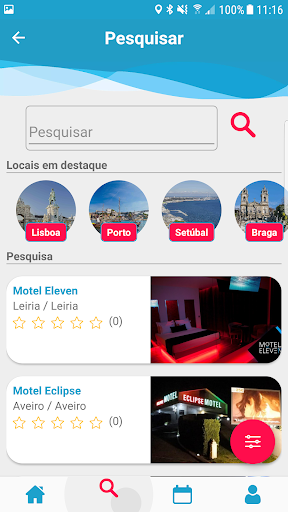 100% 11:16
Pesquisar
Pesquisar
Locais em destaque
Lisboa
Porto
Setúbal
Braga
Pesquisa
Motel Eleven
Leiria / Leiria
(0)
MOTEL
ELEVEN
Motel Eclipse
Aveiro / Aveiro
(0)
MOTEL
ECLIPSE MOTEL